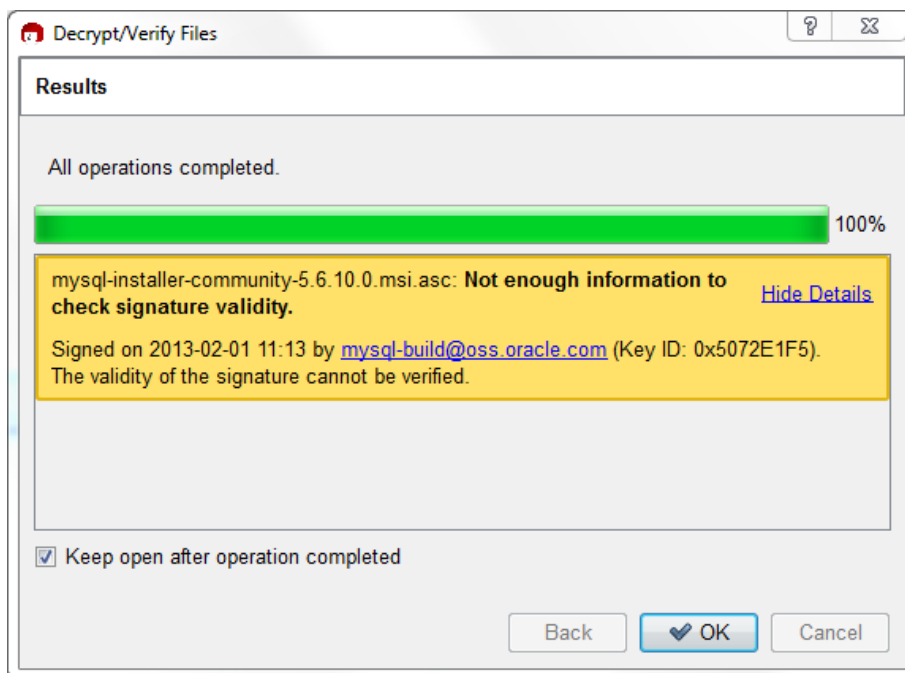 Decrypt/Verify Files
?
Results
All operations completed.
100%
mysql-installer-community-5.6.10.0.msi.asc: Not enough information to
check signature validity.
Hide Details
Signed on 2013-02-01 11:13 by mysql-build@oss.oracle.com (Key ID: 0x5072E1F5).
The validity of the signature cannot be verified.
Keep open after operation completed
Back
OK
Cancel